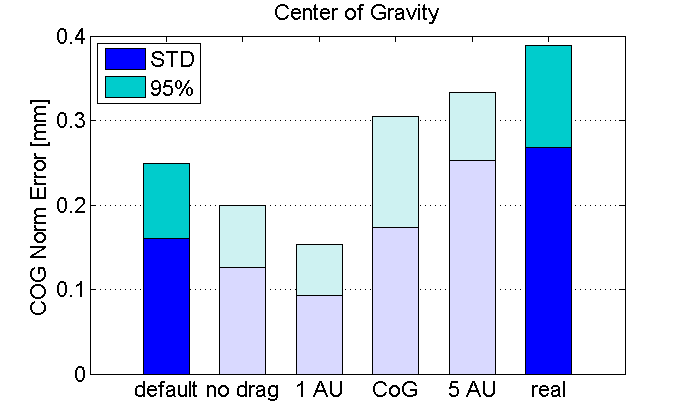 Center of Gravity
COG Norm Error [mm]
0.4
0.3
0.2
0.1
0
STD
95%
default no drag 1 AU CoG 5 AU real